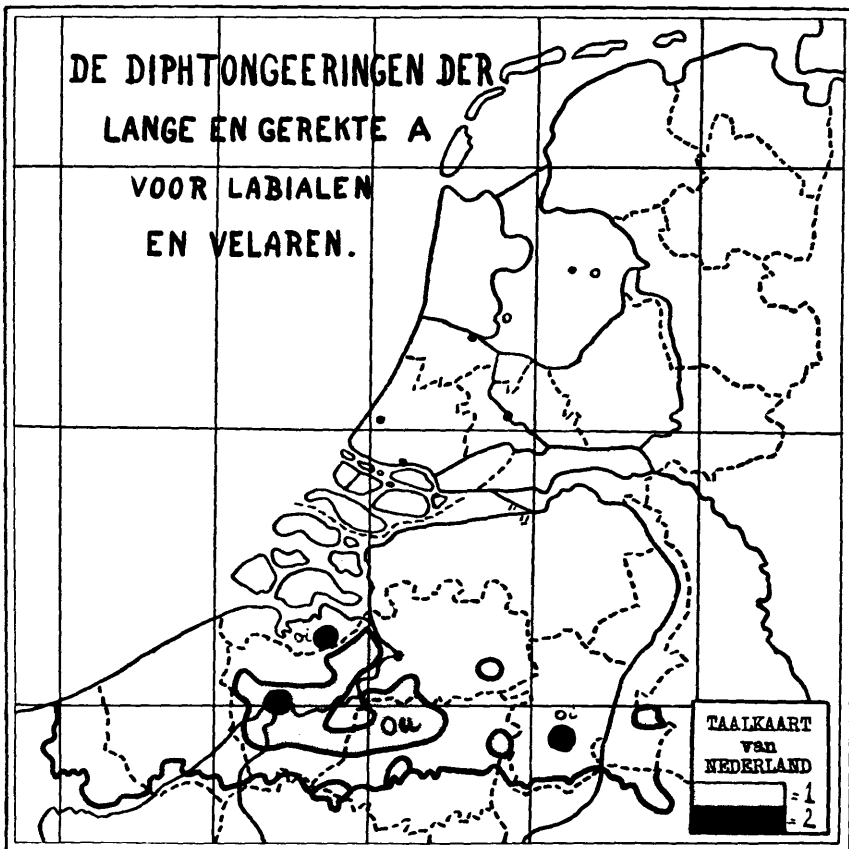 DE DIPHTONGEERINGEN DER
LANGE EN GEREKTE A
VOOR LABIALEN
EN VELAREN.
oi
ou
oi
TAALKAART
van
NEDERLAND
=1
=2